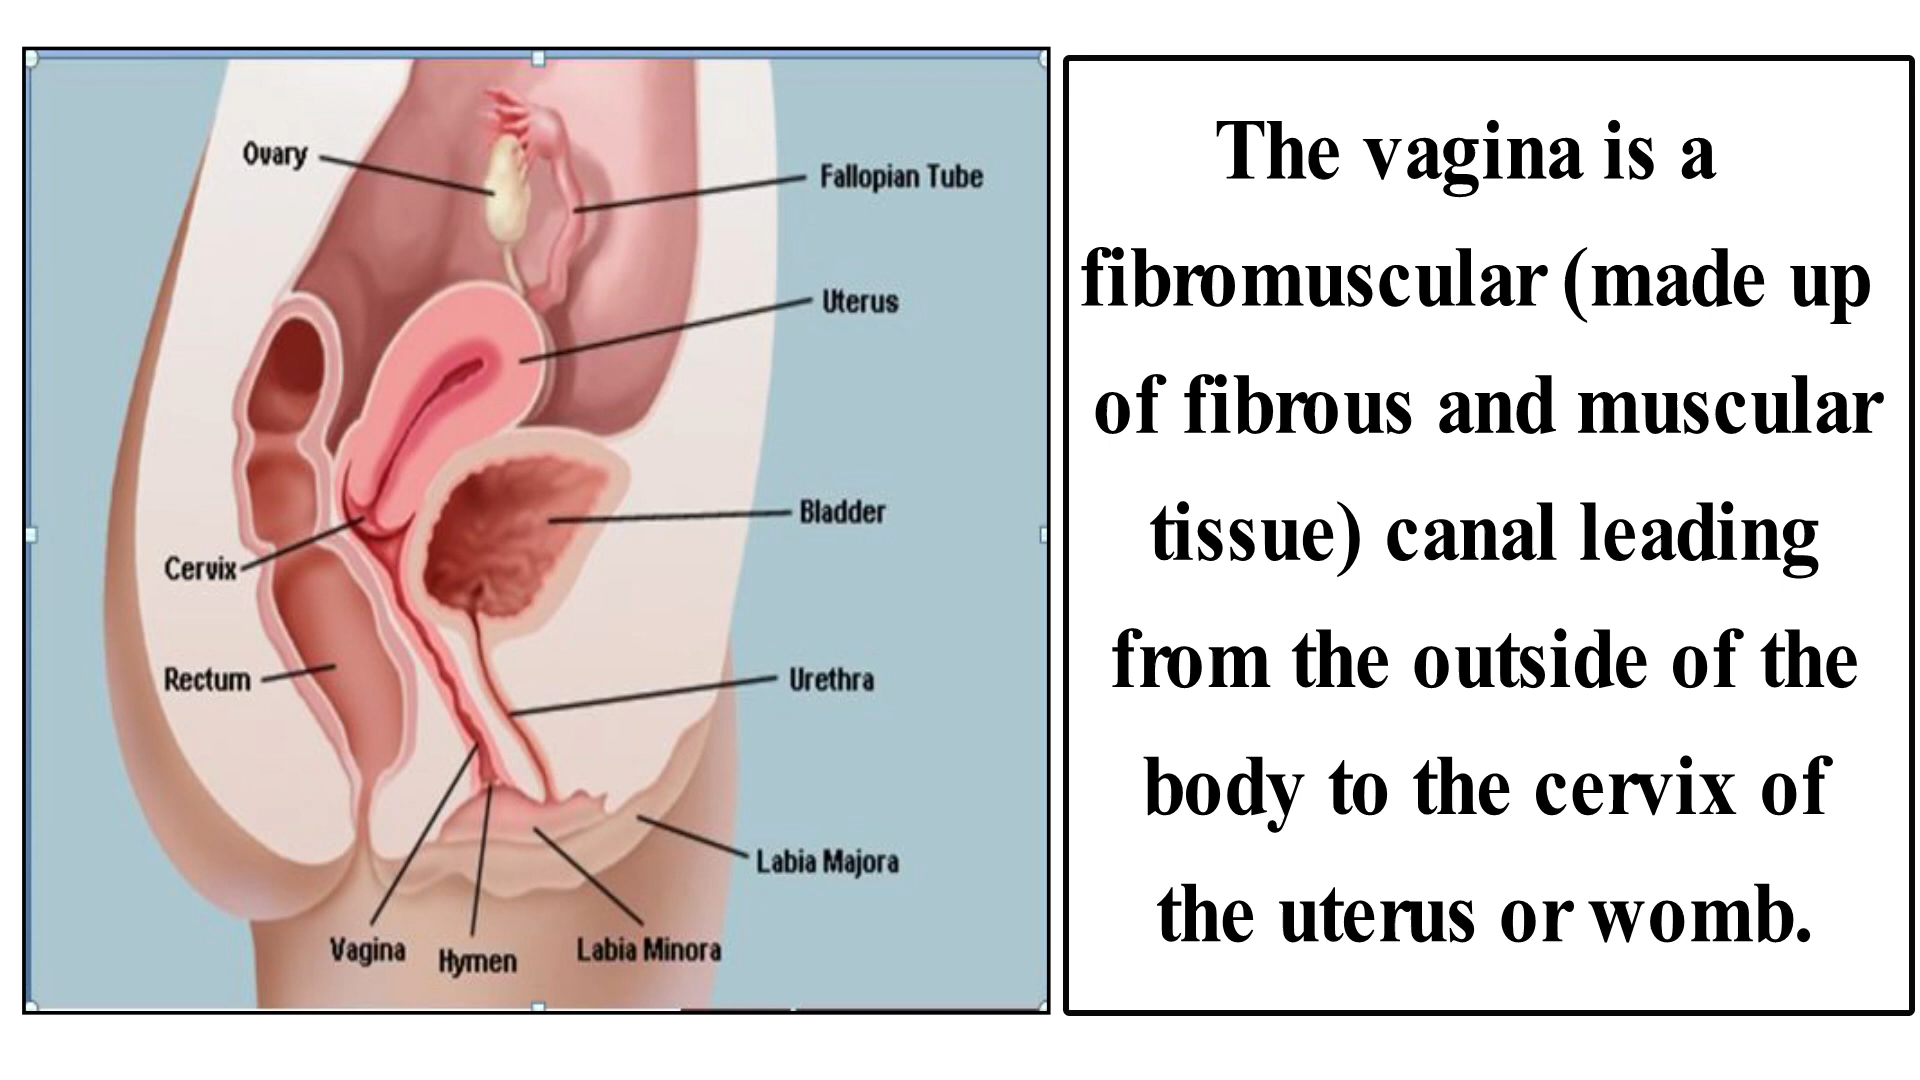 Ovary
Fallopian Tube
Uterus
Bladder
Cervix
Rectum
Urethra
Labia Majora
Vagina
Hymen
Labia Minora
The vagina is a
fibromuscular (made up
of fibrous and muscular
tissue) canal leading
from the outside of the
body to the cervix of
the uterus or womb.